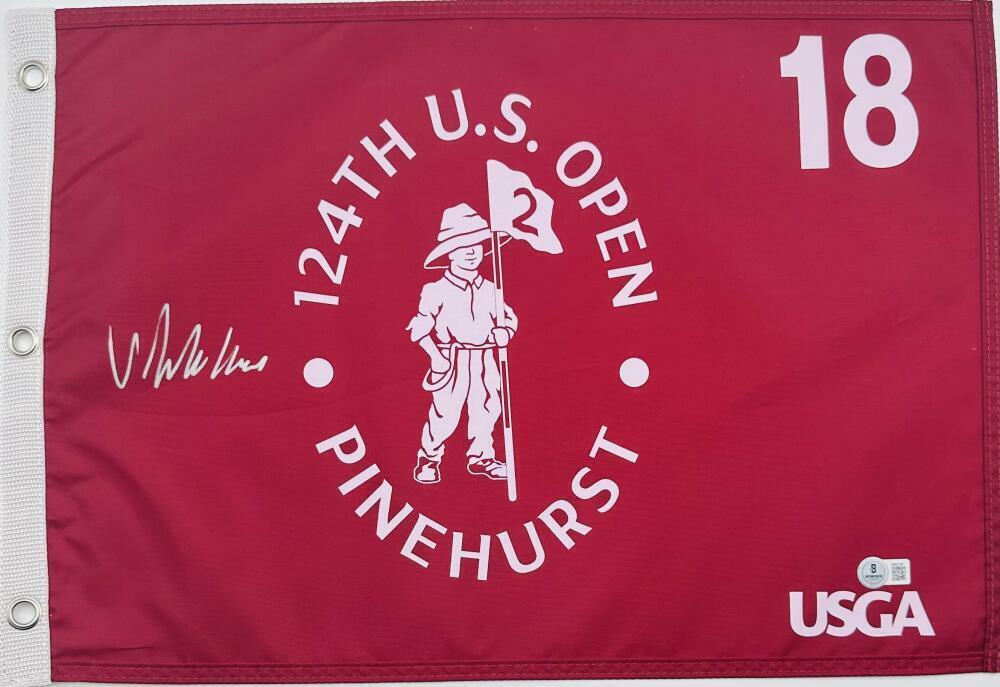 18
124TH U.S. OPEN
2
PINEHURST
USGA